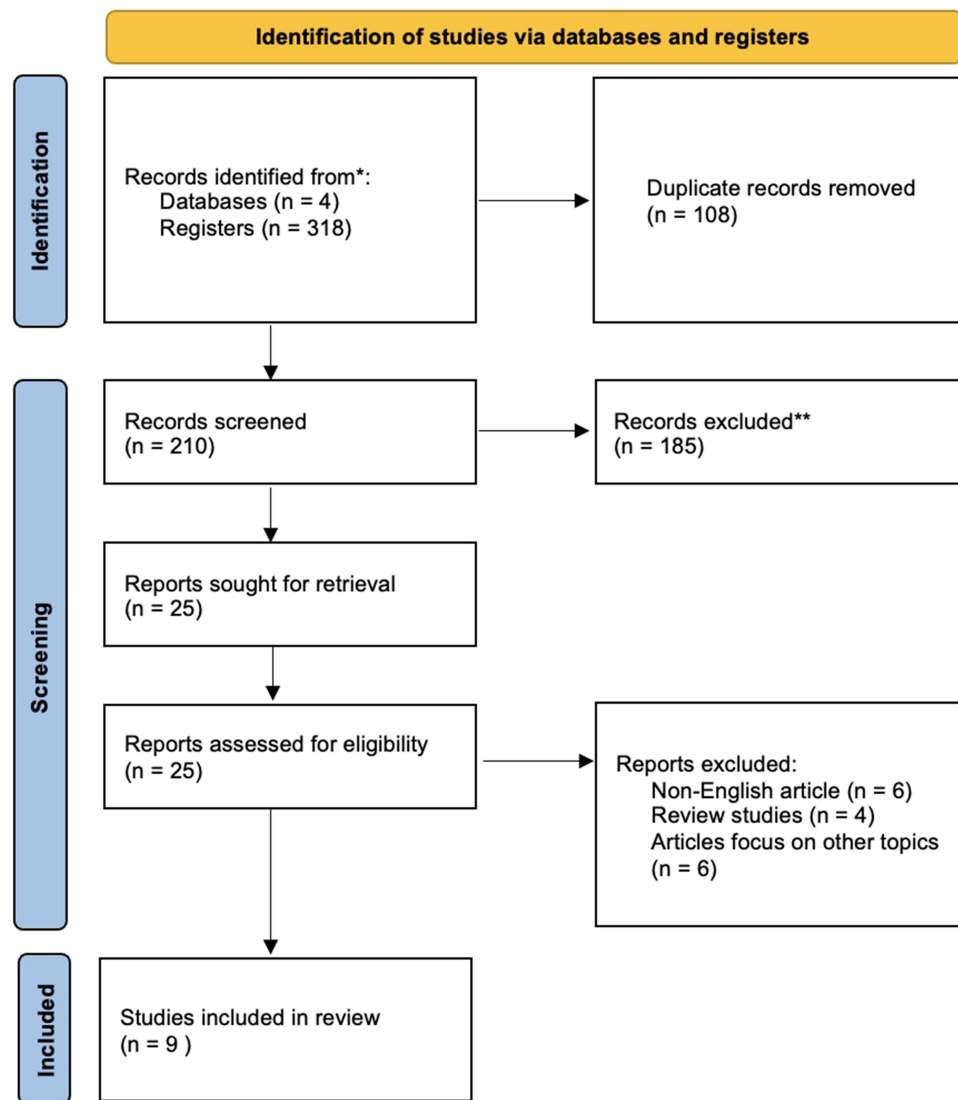 Identification of studies via databases and registers
Identification
Records identified from*:
Databases (n = 4)
Registers (n = 318)
Duplicate records removed
(n = 108)
Screening
Records screened
(n = 210)
Records excluded**
(n = 185)
Reports sought for retrieval
(n = 25)
Reports assessed for eligibility
(n = 25)
Reports excluded:
Non-English article (n = 6)
Review studies (n = 4)
Articles focus on other topics
(n = 6)
Included
Studies included in review
(n = 9 )